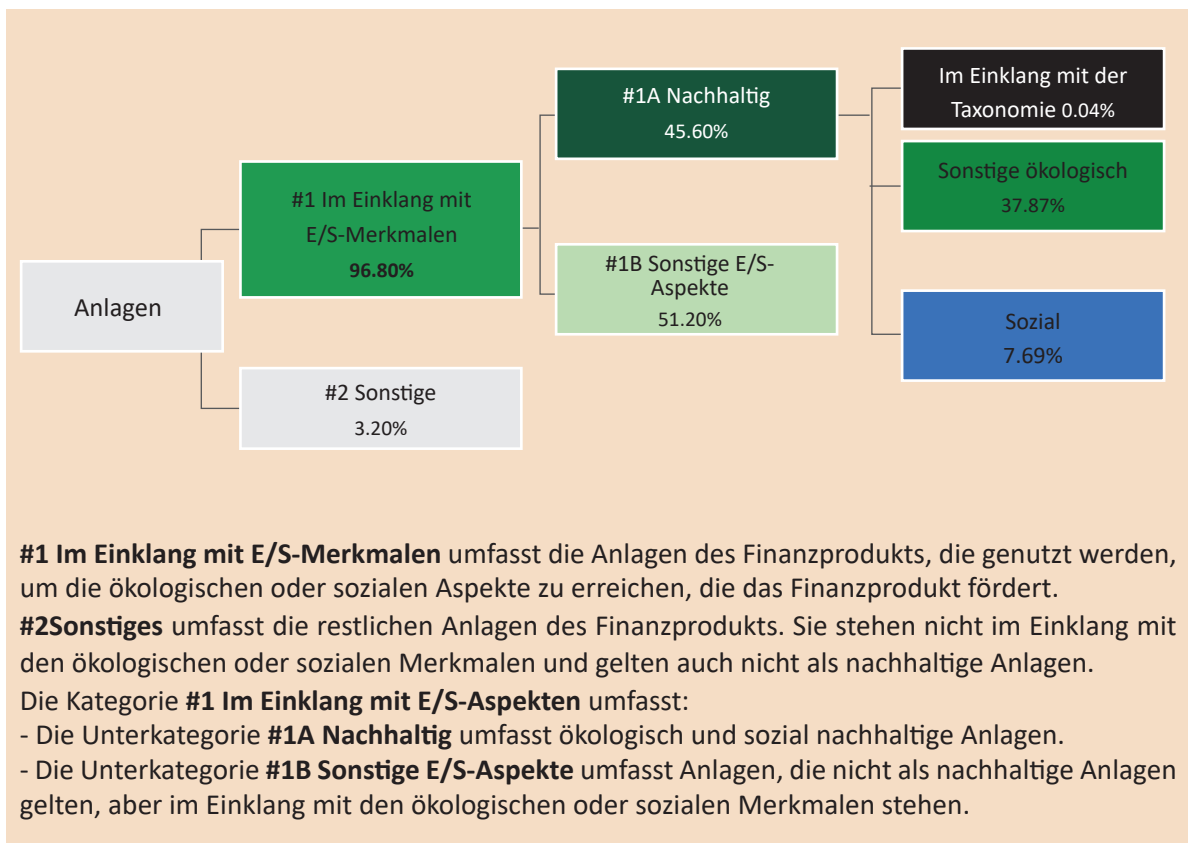 #1A Nachhaltig
45.60%
Im Einklang mit der
Taxonomie 0.04%
Sonstige ökologisch
37.87%
#1 Im Einklang mit
E/S-Merkmalen
96.80%
#1B Sonstige E/S-
Aspekte
51.20%
Anlagen
Sozial
7.69%
#2 Sonstige
3.20%
#1 Im Einklang mit E/S-Merkmalen umfasst die Anlagen des Finanzprodukts, die genutzt werden,
um die ökologischen oder sozialen Aspekte zu erreichen, die das Finanzprodukt fördert.
#2Sonstiges umfasst die restlichen Anlagen des Finanzprodukts. Sie stehen nicht im Einklang mit
den ökologischen oder sozialen Merkmalen und gelten auch nicht als nachhaltige Anlagen.
Die Kategorie #1 Im Einklang mit E/S-Aspekten umfasst:
- Die Unterkategorie #1A Nachhaltig umfasst ökologisch und sozial nachhaltige Anlagen.
- Die Unterkategorie #1B Sonstige E/S-Aspekte umfasst Anlagen, die nicht als nachhaltige Anlagen
gelten, aber im Einklang mit den ökologischen oder sozialen Merkmalen stehen.